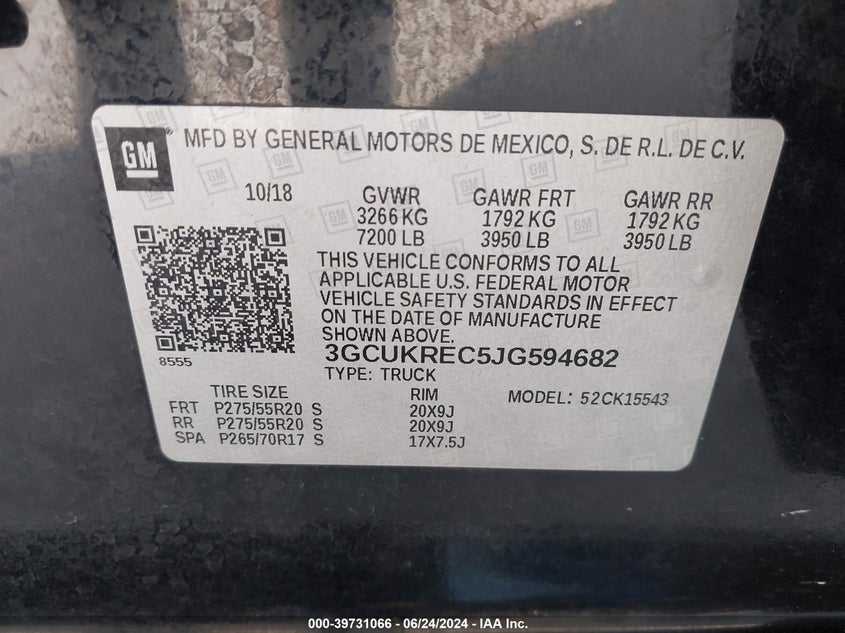 GM
MFD BY GENERAL MOTORS DE MEXICO, S. DE R.L. DE C.V.
10/18 GVWR GAWR FRT GAWR RR
3266 KG 1792 KG 1792 KG
7200 LB 3950 LB 3950 LB
THIS VEHICLE CONFORMS TO ALL
APPLICABLE U.S. FEDERAL MOTOR
VEHICLE SAFETY STANDARDS IN EFFECT
ON THE DATE OF MANUFACTURE
SHOWN ABOVE.
8555
3GCUKREC5JG594682
TYPE: TRUCK
TIRE SIZE RIM MODEL: 52CK15543
FRT P275/55R20 S 20X9J
RR P275/55R20 S 20X9J
SPA P265/70R17 S 17X7.5J
000-39731066 - 06/24/2024 - IAA Inc.